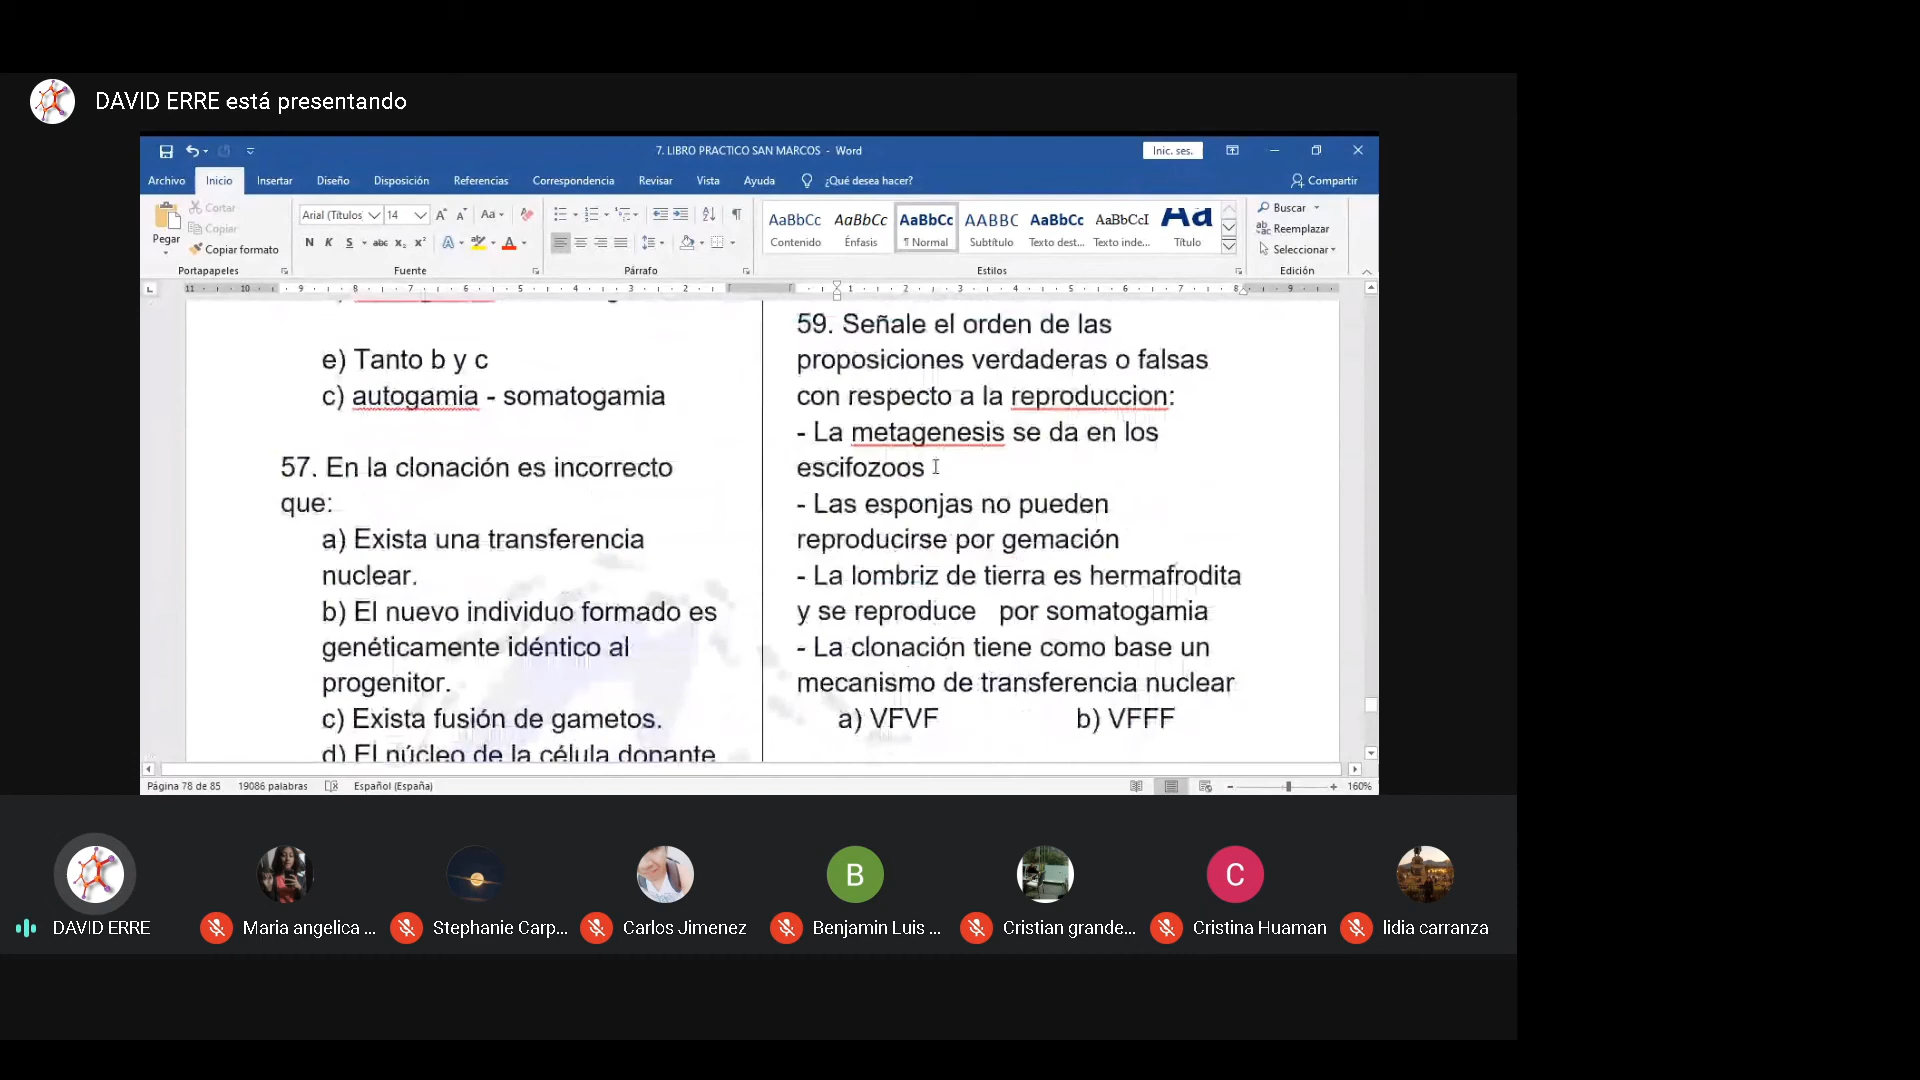 DAVID ERRE está presentando
7. LIBRO PRACTICO SAN MARCOS - Word
Inic. ses.
Archivo Inicio Insertar Diseño Disposición Referencias Correspondencia Revisar Vista Ayuda ¿Qué desea hacer? Compartir
Pegar
Cortar
Copiar
Copiar formato
Portapapeles
Arial (Títulos 14
Fuente
Párrafo
AaBbCc AaBbCc AaBbCc AABBC AaBbCc AaBbCcI Aa
Contenido Énfasis ¶ Normal Subtítulo Texto dest... Texto inde... Título
Estilos
Buscar
Reemplazar
Seleccionar
Edición
e) Tanto b y c
c) autogamia - somatogamia
57. En la clonación es incorrecto
que:
a) Exista una transferencia
nuclear.
b) El nuevo individuo formado es
genéticamente idéntico al
progenitor.
c) Exista fusión de gametos.
d) El núcleo de la célula donante
59. Señale el orden de las
proposiciones verdaderas o falsas
con respecto a la reproduccion:
- La metagenesis se da en los
escifozoos
- Las esponjas no pueden
reproducirse por gemación
- La lombriz de tierra es hermafrodita
y se reproduce por somatogamia
- La clonación tiene como base un
mecanismo de transferencia nuclear
a) VFVF b) VFFF
Página 78 de 85 19086 palabras Español (España) 160%
B C
DAVID ERRE Maria angelica ... Stephanie Carp... Carlos Jimenez Benjamin Luis ... Cristian grande... Cristina Huaman lidia carranza